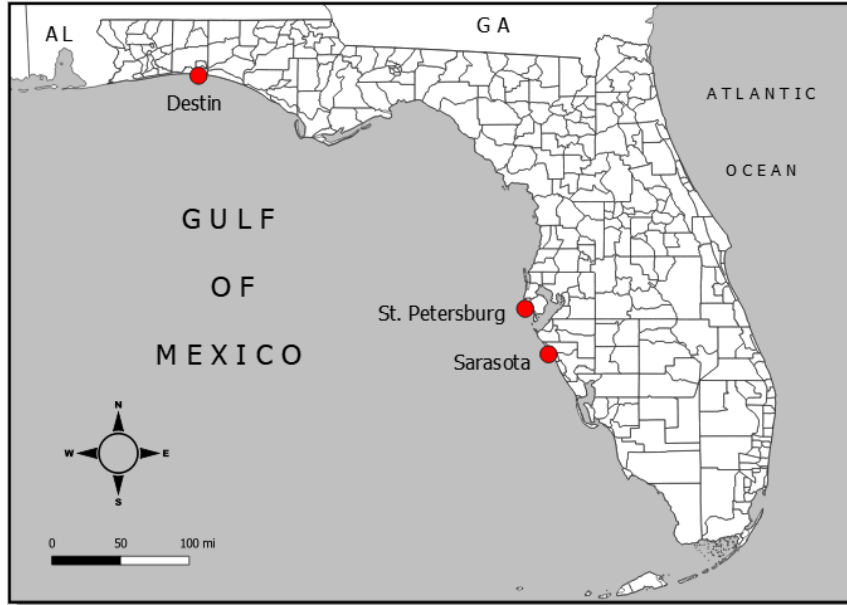 AL
GA
Destin
ATLANTIC
OCEAN
GULF
OF
MEXICO
St. Petersburg
Sarasota
N
W E
S
0 50 100 mi